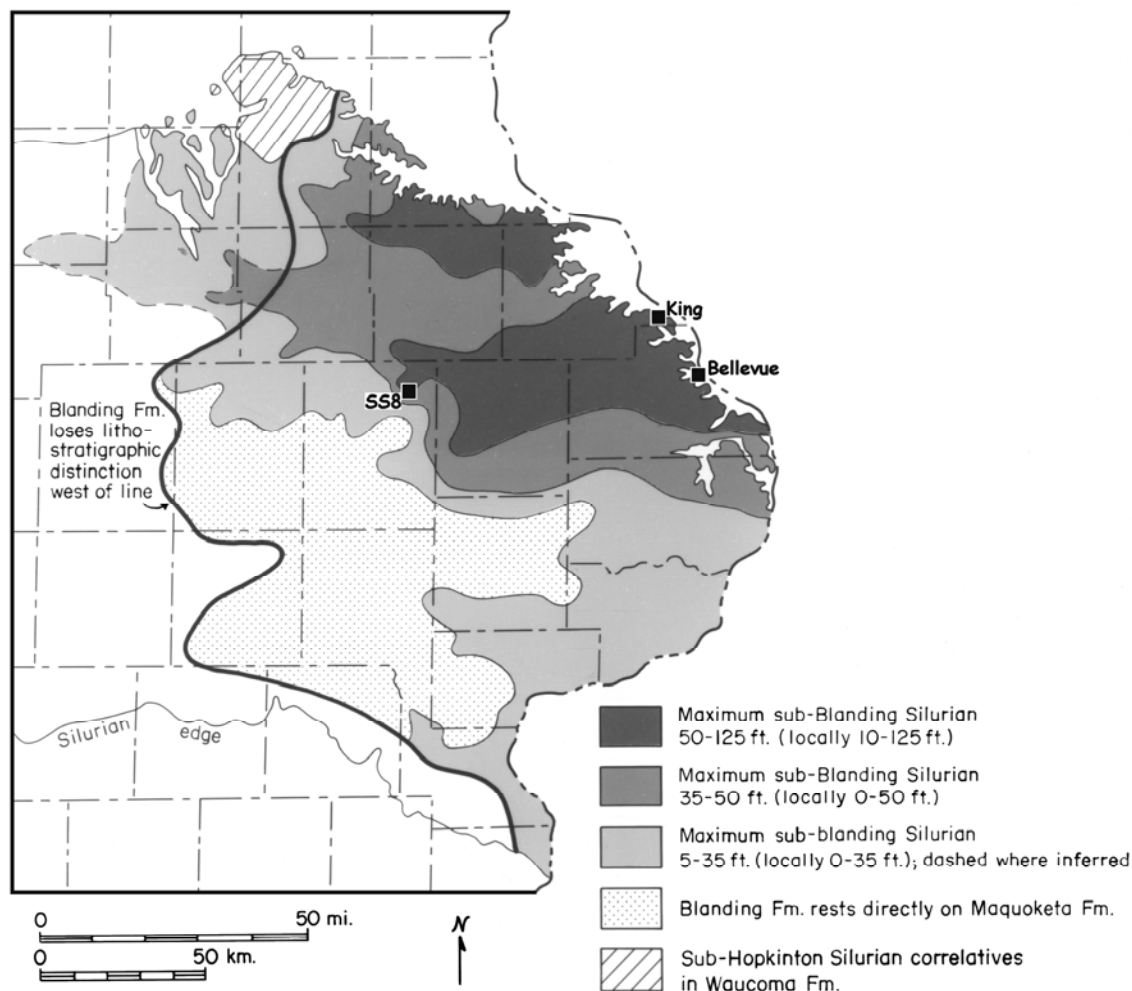 King
Bellevue
SS8
Blanding Fm.
loses litho-
stratigraphic
distinction
west of line
Silurian edge
Maximum sub-Blanding Silurian
50-125 ft. (locally 10-125 ft.)
Maximum sub-Blanding Silurian
35-50 ft. (locally 0-50 ft.)
Maximum sub-blanding Silurian
5-35 ft. (locally 0-35 ft.); dashed where inferred
Blanding Fm. rests directly on Maquoketa Fm.
Sub-Hopkinton Silurian correlatives
in Waucoma Fm.
0 50 mi.
0 50 km.
N